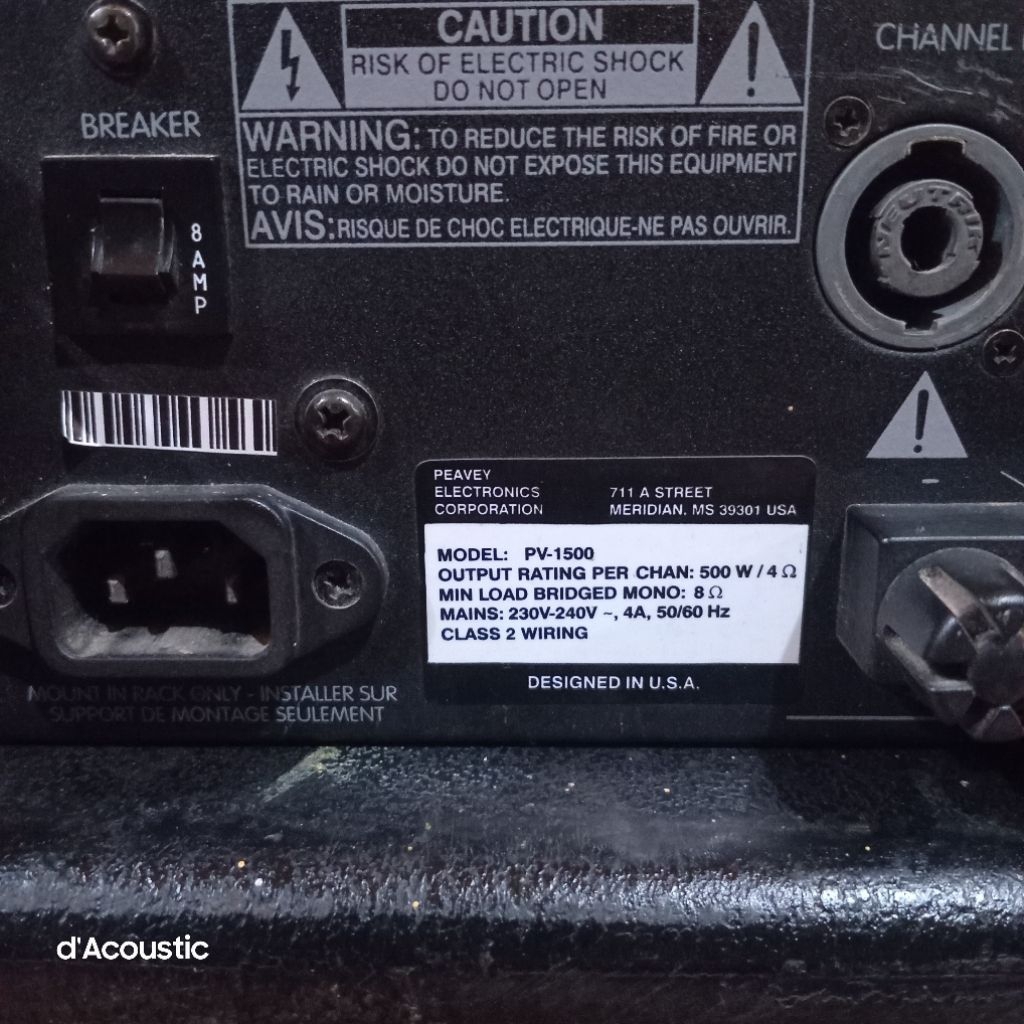 CAUTION
RISK OF ELECTRIC SHOCK
DO NOT OPEN
WARNING: TO REDUCE THE RISK OF FIRE OR
ELECTRIC SHOCK DO NOT EXPOSE THIS EQUIPMENT
TO RAIN OR MOISTURE.
AVIS: RISQUE DE CHOC ELECTRIQUE-NE PAS OUVRIR.
CHANNEL
BREAKER
8 AMP
NEUTRIK
PEAVEY
ELECTRONICS
CORPORATION
711 A STREET
MERIDIAN, MS 39301 USA
MODEL: PV-1500
OUTPUT RATING PER CHAN: 500 W / 4 Ω
MIN LOAD BRIDGED MONO: 8 Ω
MAINS: 230V-240V ~, 4A, 50/60 Hz
CLASS 2 WIRING
DESIGNED IN U.S.A.
MOUNT IN RACK ONLY - INSTALLER SUR
SUPPORT DE MONTAGE SEULEMENT
d'Acoustic